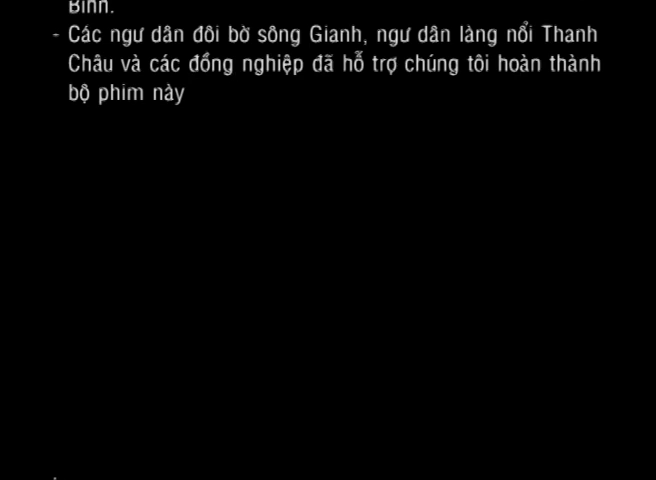 Bình.
- Các ngư dân đôi bờ sông Gianh, ngư dân làng nổi Thanh
Châu và các đồng nghiệp đã hỗ trợ chúng tôi hoàn thành
bộ phim này